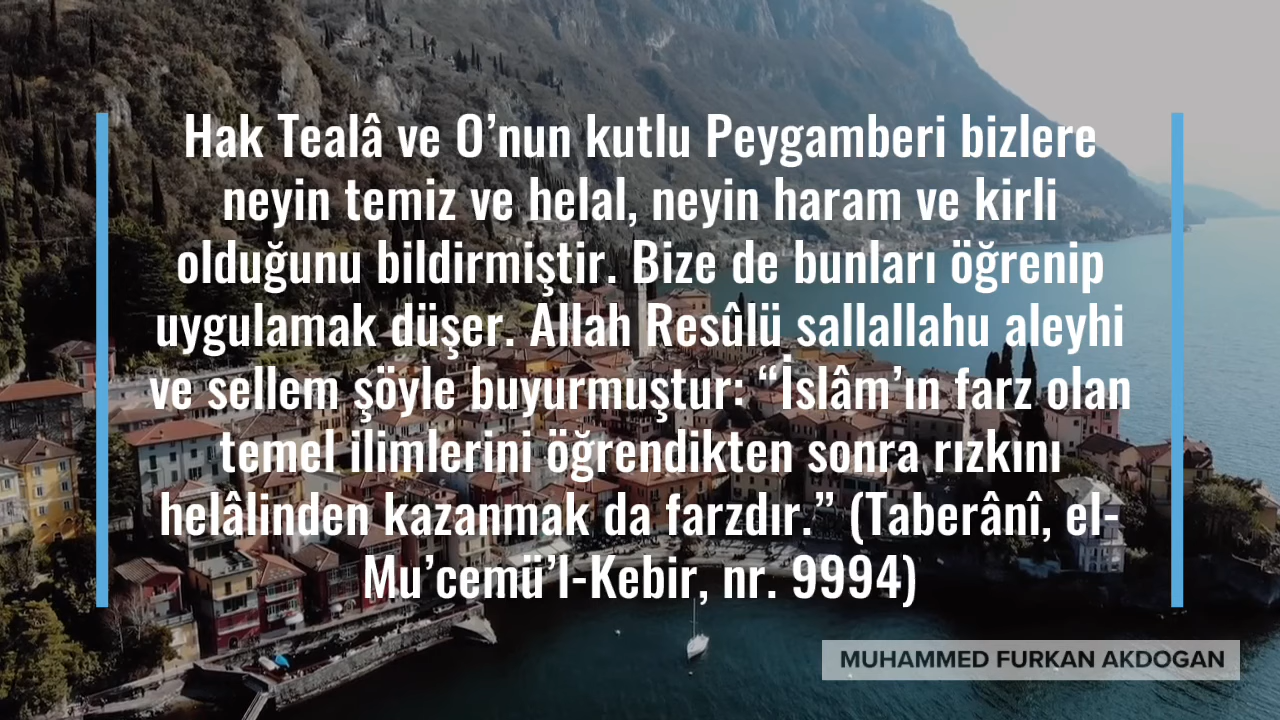 Hak Tealâ ve O’nun kutlu Peygamberi bizlere
neyin temiz ve helal, neyin haram ve kirli
olduğunu bildirmiştir. Bize de bunları öğrenip
uygulamak düşer. Allah Resûlü sallallahu aleyhi
ve sellem şöyle buyurmuştur: “İslâm’ın farz olan
temel ilimlerini öğrendikten sonra rızkını
helâlinden kazanmak da farzdır.” (Taberânî, el-
Mu’cemü’l-Kebir, nr. 9994)
MUHAMMED FURKAN AKDOGAN